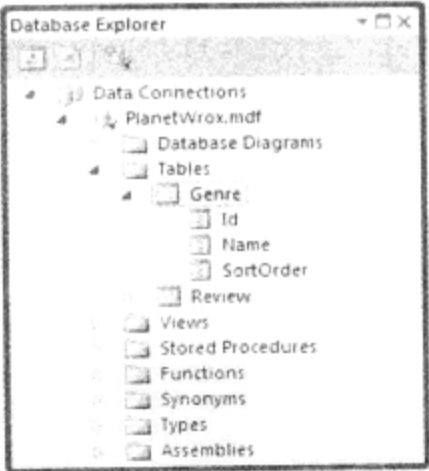 Database Explorer
Data Connections
PlanetWrox.mdf
Database Diagrams
Tables
Genre
Id
Name
SortOrder
Review
Views
Stored Procedures
Functions
Synonyms
Types
Assemblies